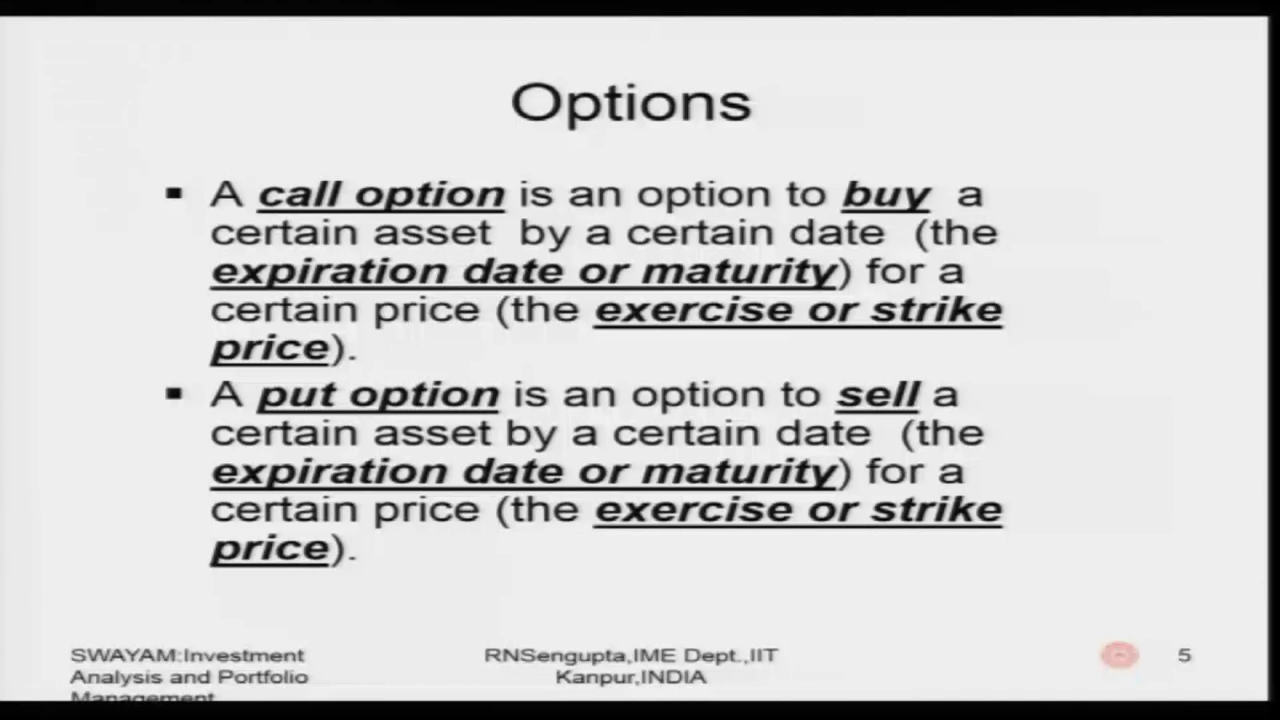 Options
▪ A call option is an option to buy a
certain asset by a certain date (the
expiration date or maturity) for a
certain price (the exercise or strike
price).
▪ A put option is an option to sell a
certain asset by a certain date (the
expiration date or maturity) for a
certain price (the exercise or strike
price).
SWAYAM:Investment
Analysis and Portfolio
Management
RNSengupta,IME Dept.,IIT
Kanpur,INDIA
5